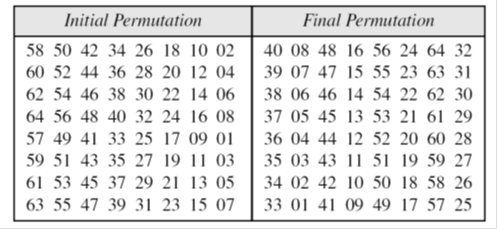 Initial Permutation Final Permutation
58 50 42 34 26 18 10 02 40 08 48 16 56 24 64 32
60 52 44 36 28 20 12 04 39 07 47 15 55 23 63 31
62 54 46 38 30 22 14 06 38 06 46 14 54 22 62 30
64 56 48 40 32 24 16 08 37 05 45 13 53 21 61 29
57 49 41 33 25 17 09 01 36 04 44 12 52 20 60 28
59 51 43 35 27 19 11 03 35 03 43 11 51 19 59 27
61 53 45 37 29 21 13 05 34 02 42 10 50 18 58 26
63 55 47 39 31 23 15 07 33 01 41 09 49 17 57 25